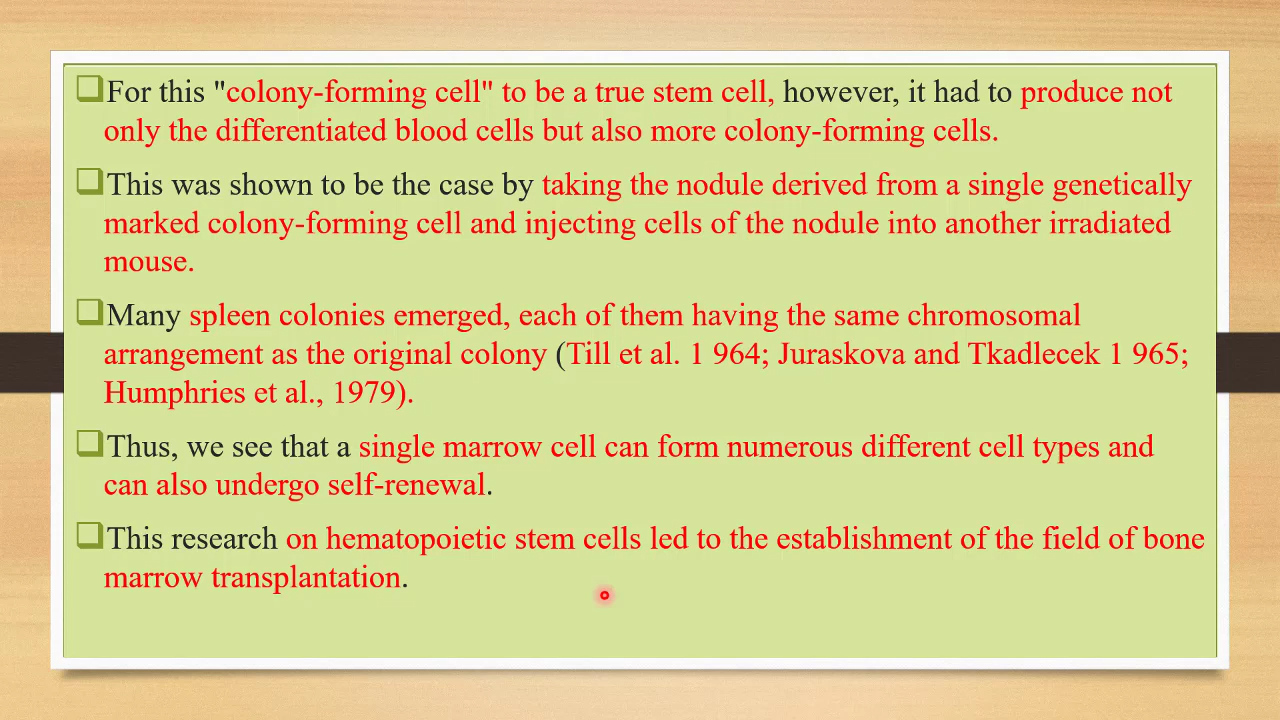 ❑For this "colony-forming cell" to be a true stem cell, however, it had to produce not
only the differentiated blood cells but also more colony-forming cells.
❑This was shown to be the case by taking the nodule derived from a single genetically
marked colony-forming cell and injecting cells of the nodule into another irradiated
mouse.
❑Many spleen colonies emerged, each of them having the same chromosomal
arrangement as the original colony (Till et al. 1 964; Juraskova and Tkadlecek 1 965;
Humphries et al., 1979).
❑Thus, we see that a single marrow cell can form numerous different cell types and
can also undergo self-renewal.
❑This research on hematopoietic stem cells led to the establishment of the field of bone
marrow transplantation.